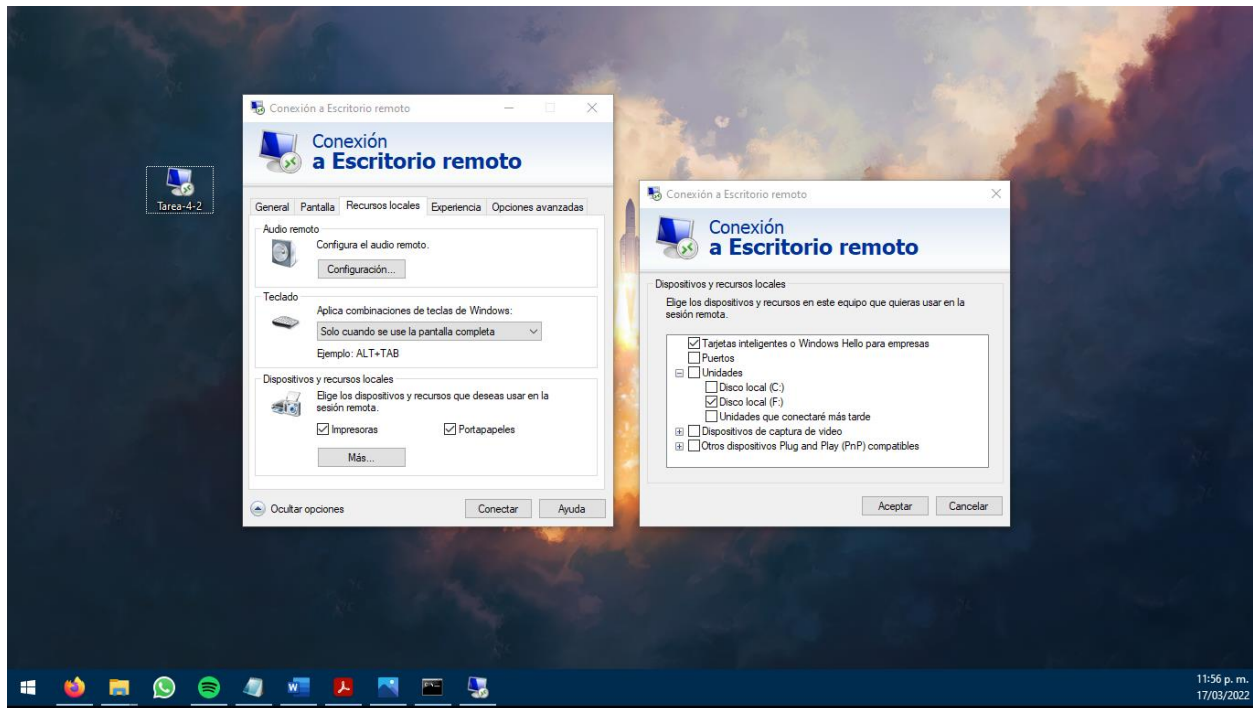 Tarea-4-2
Conexión a Escritorio remoto
Conexión
a Escritorio remoto
General Pantalla Recursos locales Experiencia Opciones avanzadas
Audio remoto
Configura el audio remoto.
Configuración...
Teclado
Aplica combinaciones de teclas de Windows:
Solo cuando se use la pantalla completa
Ejemplo: ALT+TAB
Dispositivos y recursos locales
Elige los dispositivos y recursos que deseas usar en la
sesión remota.
Impresoras Portapapeles
Más...
Ocultar opciones Conectar Ayuda
Conexión a Escritorio remoto
Conexión
a Escritorio remoto
Dispositivos y recursos locales
Elige los dispositivos y recursos en este equipo que quieras usar en la
sesión remota.
Tarjetas inteligentes o Windows Hello para empresas
Puertos
Unidades
Disco local (C:)
Disco local (F:)
Unidades que conectaré más tarde
Dispositivos de captura de video
Otros dispositivos Plug and Play (PnP) compatibles
Aceptar Cancelar
11:56 p. m.
17/03/2022